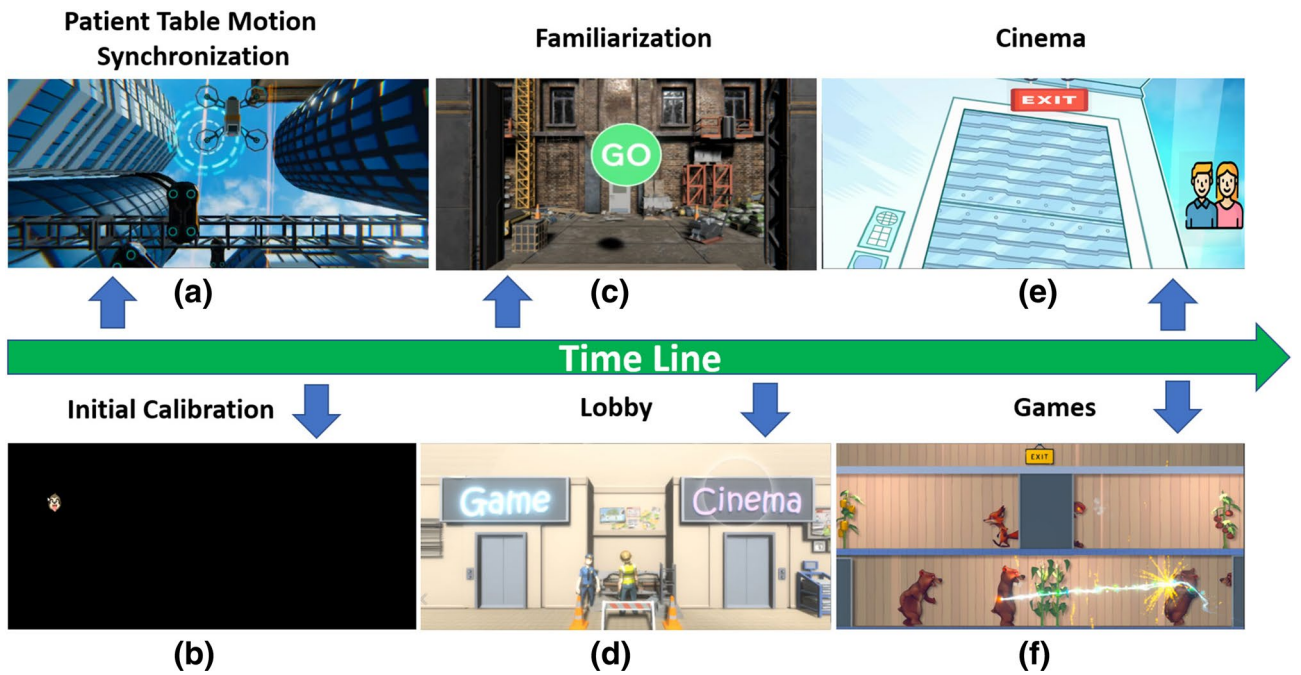 Patient Table Motion
Synchronization
Familiarization
Cinema
GO
EXIT
(a)
(c)
(e)
Time Line
Initial Calibration
Lobby
Games
Game
Cinema
EXIT
(b)
(d)
(f)